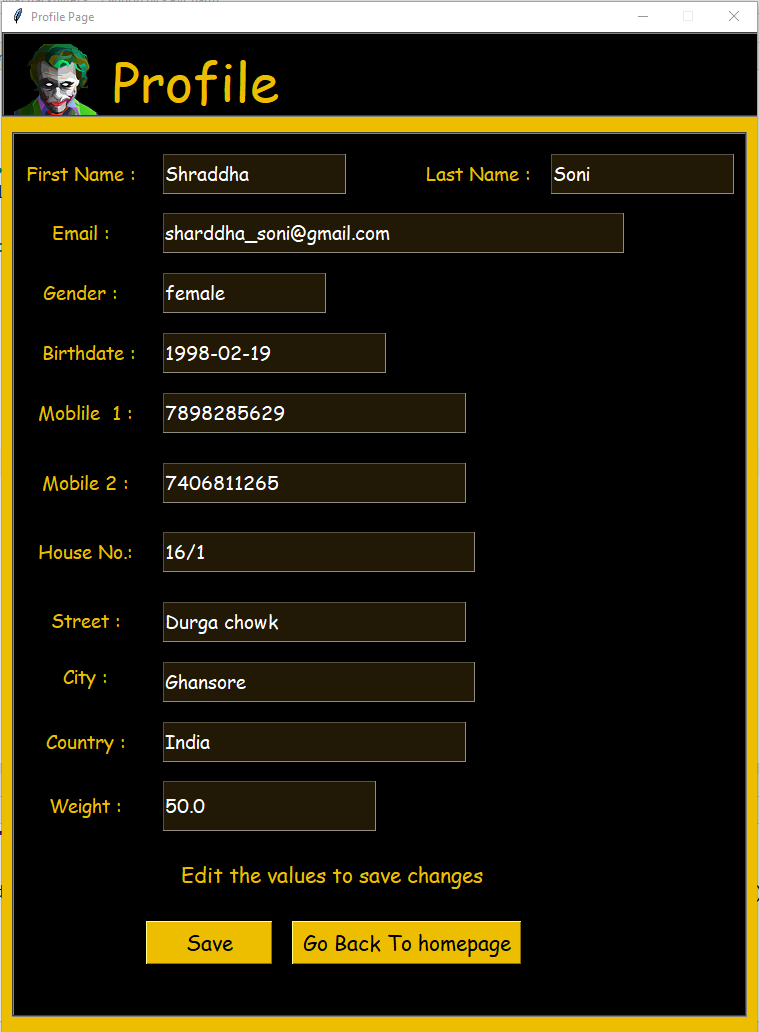 Profile Page
Profile
First Name : Shraddha Last Name : Soni
Email : sharddha_soni@gmail.com
Gender : female
Birthdate : 1998-02-19
Moblile 1 : 7898285629
Mobile 2 : 7406811265
House No.: 16/1
Street : Durga chowk
City : Ghansore
Country : India
Weight : 50.0
Edit the values to save changes
Save Go Back To homepage